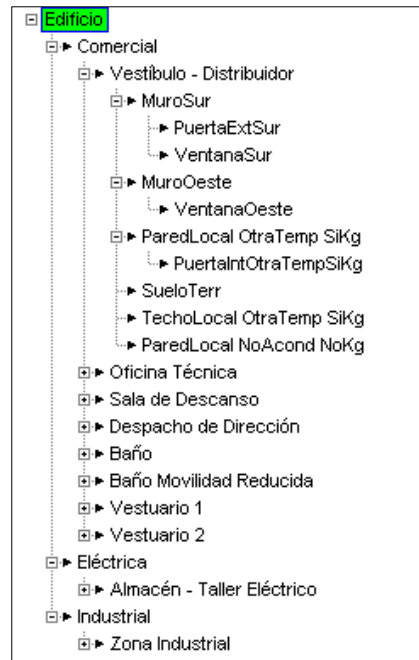 Edificio
Comercial
Vestíbulo - Distribuidor
MuroSur
PuertaExtSur
VentanaSur
MuroOeste
VentanaOeste
ParedLocal OtraTemp SiKg
PuertaIntOtraTempSiKg
SueloTerr
TechoLocal OtraTemp SiKg
ParedLocal NoAcond NoKg
Oficina Técnica
Sala de Descanso
Despacho de Dirección
Baño
Baño Movilidad Reducida
Vestuario 1
Vestuario 2
Eléctrica
Almacén - Taller Eléctrico
Industrial
Zona Industrial